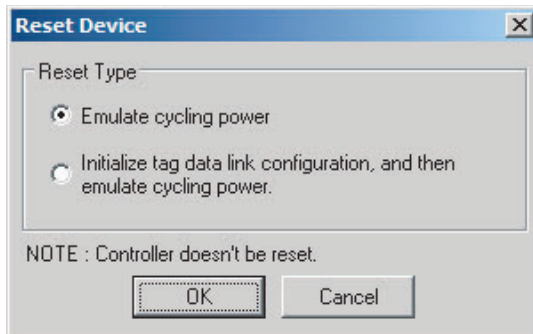 Reset Device
Reset Type
Emulate cycling power
Initialize tag data link configuration, and then
emulate cycling power.
NOTE : Controller doesn't be reset.
OK
Cancel